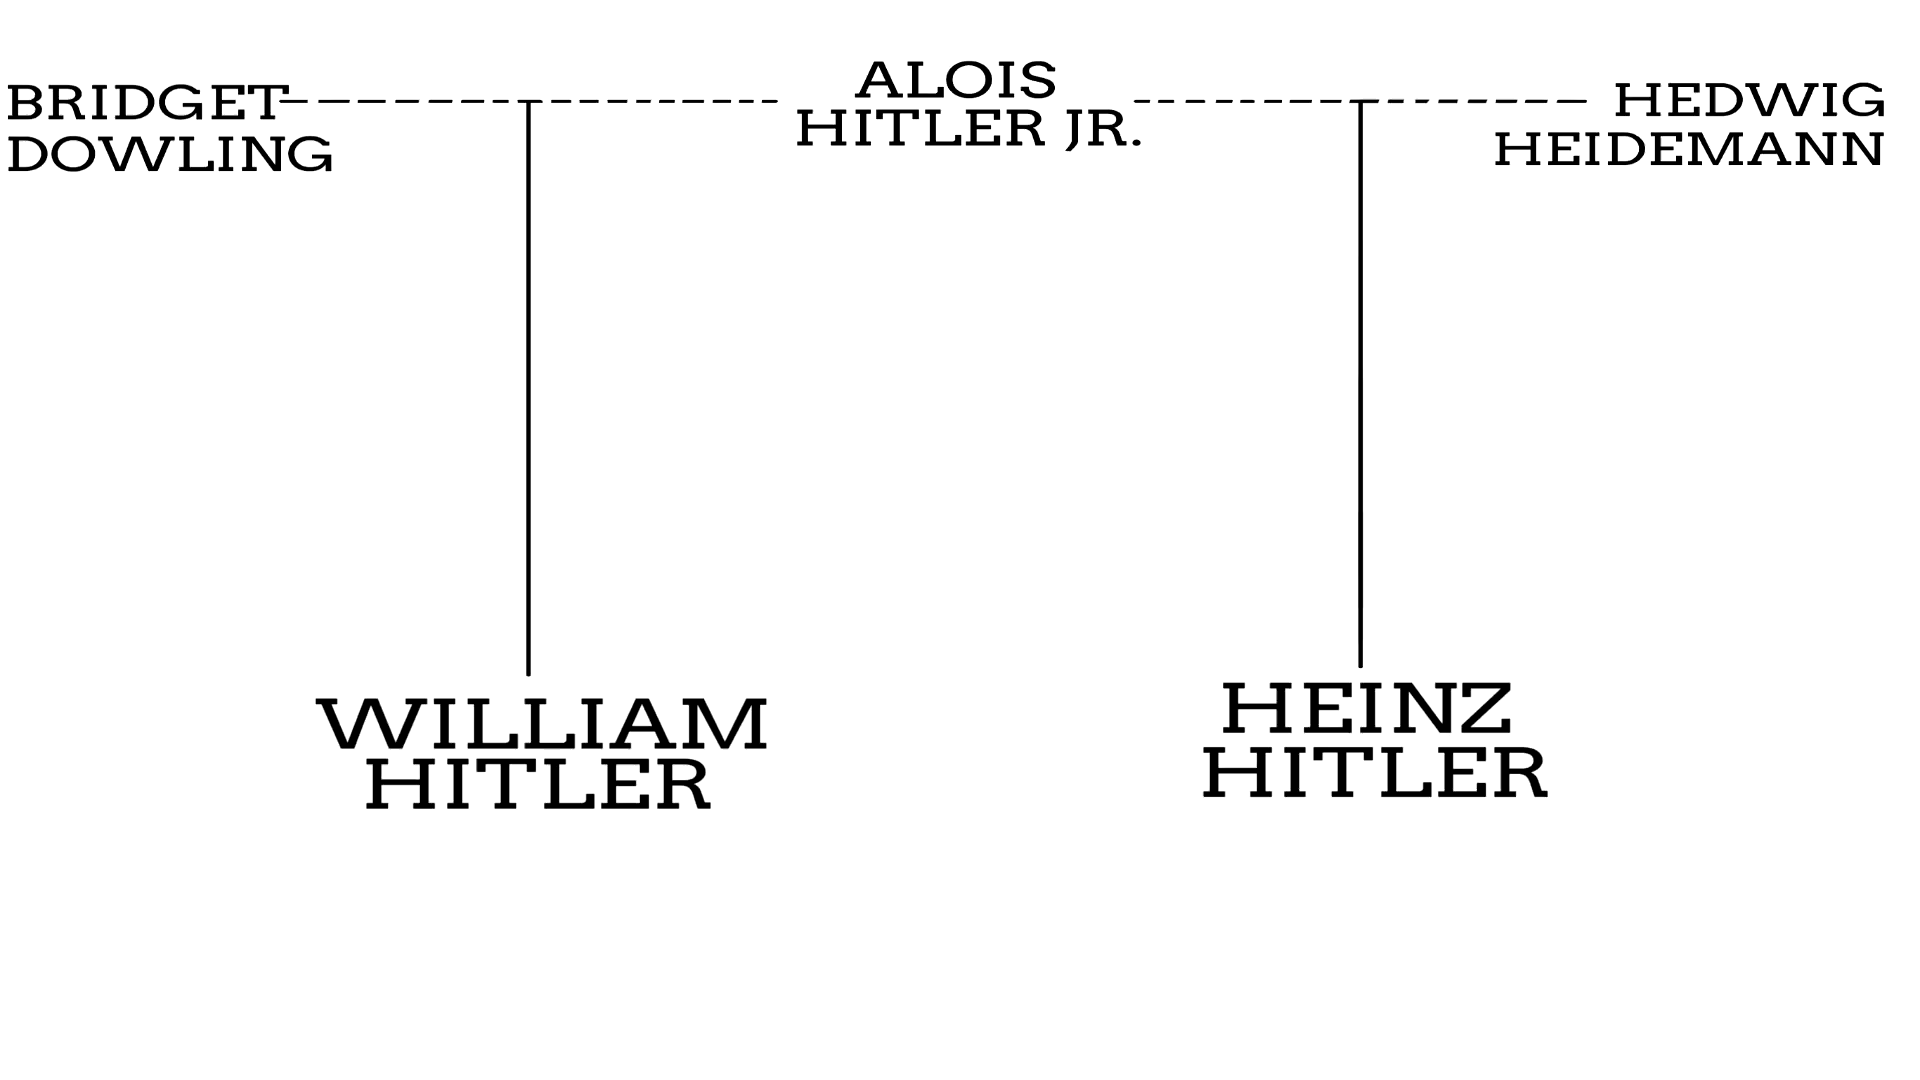 BRIDGET
DOWLING
ALOIS
HITLER JR.
HEDWIG
HEIDEMANN
WILLIAM
HITLER
HEINZ
HITLER